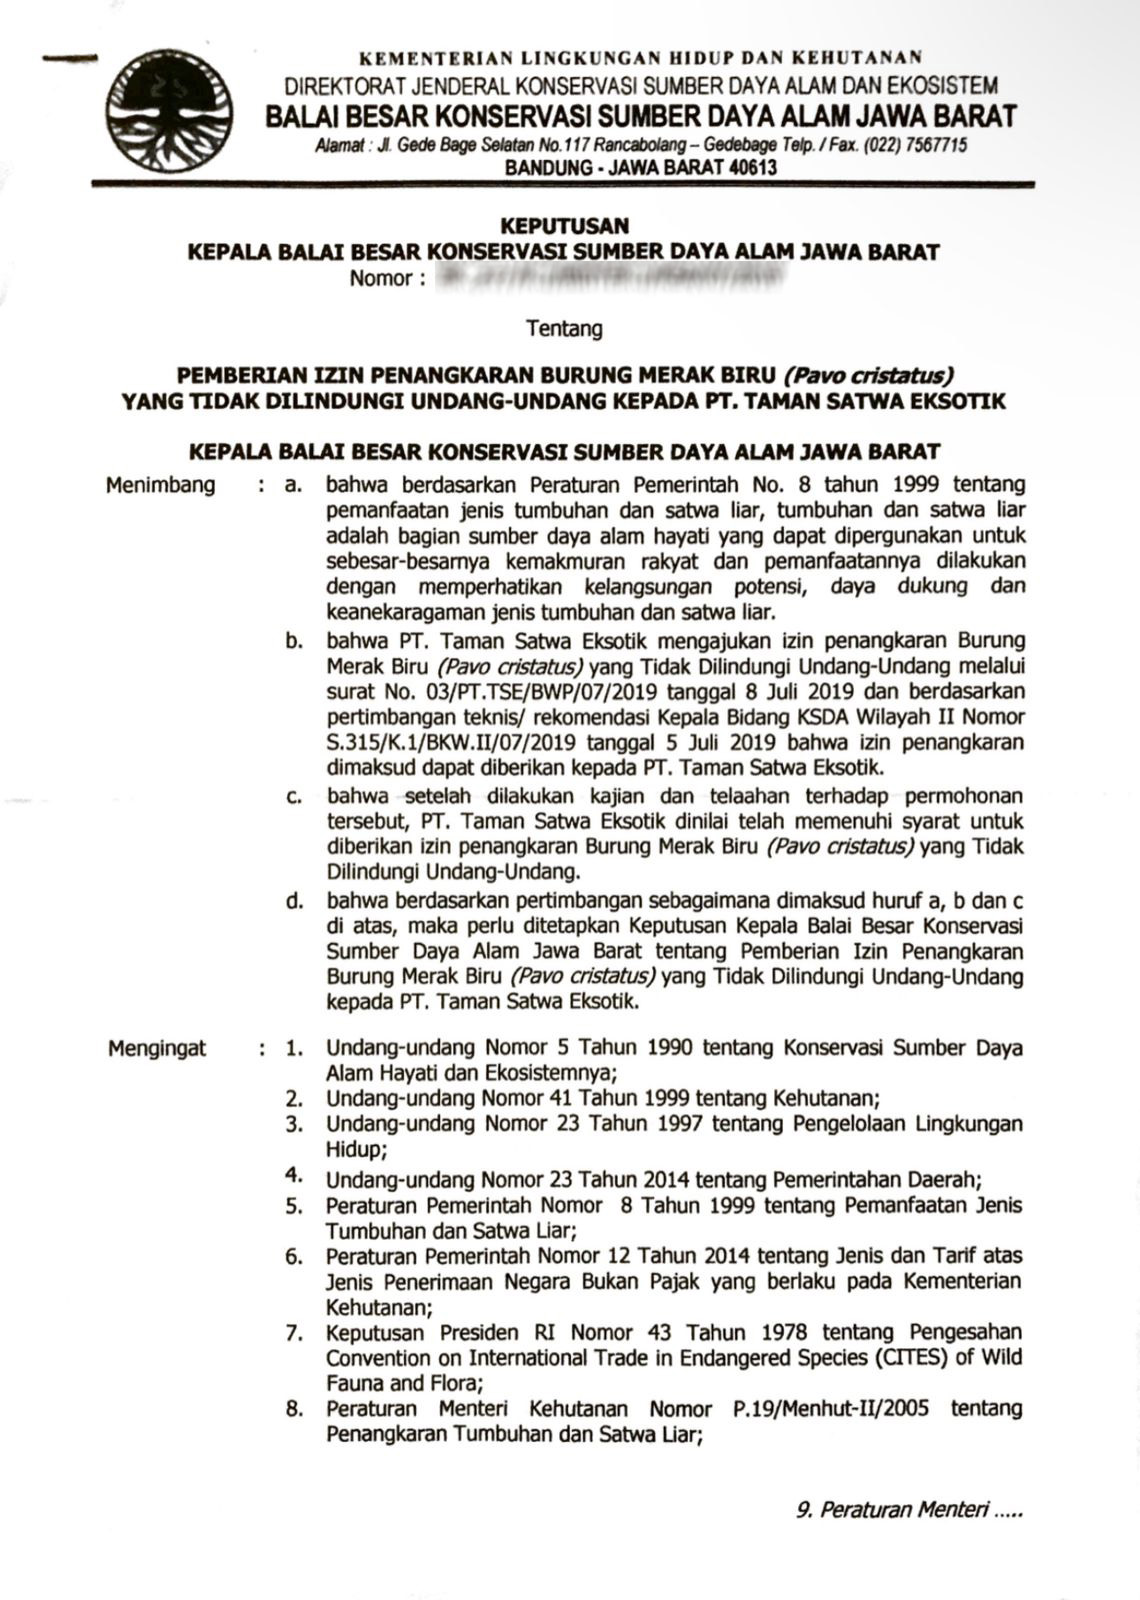 KEMENTERIAN LINGKUNGAN HIDUP DAN KEHUTANAN
DIREKTORAT JENDERAL KONSERVASI SUMBER DAYA ALAM DAN EKOSISTEM
BALAI BESAR KONSERVASI SUMBER DAYA ALAM JAWA BARAT
Alamat : Jl. Gede Bage Selatan No.117 Rancabolang – Gedebage Telp. / Fax. (022) 7567715
BANDUNG - JAWA BARAT 40613
KEPUTUSAN
KEPALA BALAI BESAR KONSERVASI SUMBER DAYA ALAM JAWA BARAT
Nomor :
Tentang
PEMBERIAN IZIN PENANGKARAN BURUNG MERAK BIRU (Pavo cristatus)
YANG TIDAK DILINDUNGI UNDANG-UNDANG KEPADA PT. TAMAN SATWA EKSOTIK
KEPALA BALAI BESAR KONSERVASI SUMBER DAYA ALAM JAWA BARAT
Menimbang : a. bahwa berdasarkan Peraturan Pemerintah No. 8 tahun 1999 tentang
pemanfaatan jenis tumbuhan dan satwa liar, tumbuhan dan satwa liar
adalah bagian sumber daya alam hayati yang dapat dipergunakan untuk
sebesar-besarnya kemakmuran rakyat dan pemanfaatannya dilakukan
dengan memperhatikan kelangsungan potensi, daya dukung dan
keanekaragaman jenis tumbuhan dan satwa liar.
b. bahwa PT. Taman Satwa Eksotik mengajukan izin penangkaran Burung
Merak Biru (Pavo cristatus) yang Tidak Dilindungi Undang-Undang melalui
surat No. 03/PT.TSE/BWP/07/2019 tanggal 8 Juli 2019 dan berdasarkan
pertimbangan teknis/ rekomendasi Kepala Bidang KSDA Wilayah II Nomor
S.315/K.1/BKW.II/07/2019 tanggal 5 Juli 2019 bahwa izin penangkaran
dimaksud dapat diberikan kepada PT. Taman Satwa Eksotik.
c. bahwa setelah dilakukan kajian dan telaahan terhadap permohonan
tersebut, PT. Taman Satwa Eksotik dinilai telah memenuhi syarat untuk
diberikan izin penangkaran Burung Merak Biru (Pavo cristatus) yang Tidak
Dilindungi Undang-Undang.
d. bahwa berdasarkan pertimbangan sebagaimana dimaksud huruf a, b dan c
di atas, maka perlu ditetapkan Keputusan Kepala Balai Besar Konservasi
Sumber Daya Alam Jawa Barat tentang Pemberian Izin Penangkaran
Burung Merak Biru (Pavo cristatus) yang Tidak Dilindungi Undang-Undang
kepada PT. Taman Satwa Eksotik.
Mengingat : 1. Undang-undang Nomor 5 Tahun 1990 tentang Konservasi Sumber Daya
Alam Hayati dan Ekosistemnya;
2. Undang-undang Nomor 41 Tahun 1999 tentang Kehutanan;
3. Undang-undang Nomor 23 Tahun 1997 tentang Pengelolaan Lingkungan
Hidup;
4. Undang-undang Nomor 23 Tahun 2014 tentang Pemerintahan Daerah;
5. Peraturan Pemerintah Nomor 8 Tahun 1999 tentang Pemanfaatan Jenis
Tumbuhan dan Satwa Liar;
6. Peraturan Pemerintah Nomor 12 Tahun 2014 tentang Jenis dan Tarif atas
Jenis Penerimaan Negara Bukan Pajak yang berlaku pada Kementerian
Kehutanan;
7. Keputusan Presiden RI Nomor 43 Tahun 1978 tentang Pengesahan
Convention on International Trade in Endangered Species (CITES) of Wild
Fauna and Flora;
8. Peraturan Menteri Kehutanan Nomor P.19/Menhut-II/2005 tentang
Penangkaran Tumbuhan dan Satwa Liar;
9. Peraturan Menteri .....